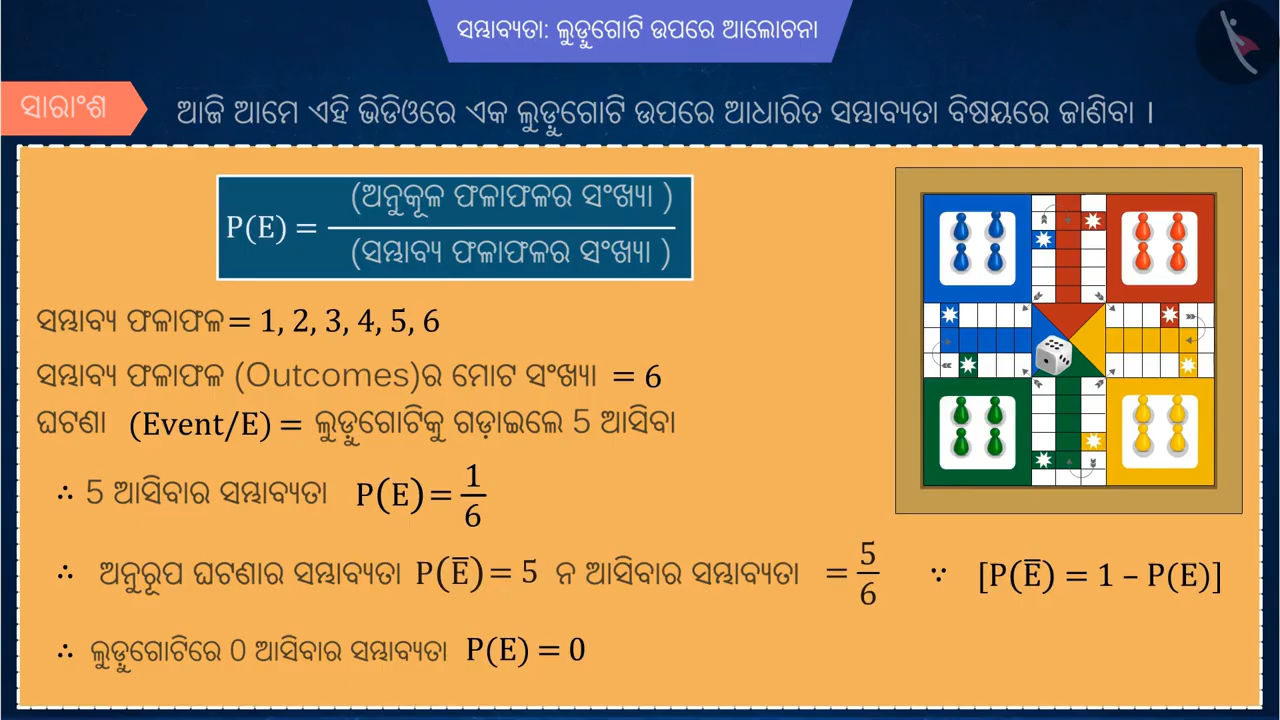 ସମ୍ଭାବ୍ୟତା: ଲୁଡ଼ୁଗୋଟି ଉପରେ ଆଲୋଚନା
ସାରାଂଶ
ଆଜି ଆମେ ଏହି ଭିଡିଓରେ ଏକ ଲୁଡ଼ୁଗୋଟି ଉପରେ ଆଧାରିତ ସମ୍ଭାବ୍ୟତା ବିଷୟରେ ଜାଣିବା ।
P(E) = (ଅନୁକୂଳ ଫଳାଫଳର ସଂଖ୍ୟା ) / (ସମ୍ଭାବ୍ୟ ଫଳାଫଳର ସଂଖ୍ୟା )
ସମ୍ଭାବ୍ୟ ଫଳାଫଳ = 1, 2, 3, 4, 5, 6
ସମ୍ଭାବ୍ୟ ଫଳାଫଳ (Outcomes)ର ମୋଟ ସଂଖ୍ୟା = 6
ଘଟଣା (Event/E) = ଲୁଡ଼ୁଗୋଟିକୁ ଗଡ଼ାଇଲେ 5 ଆସିବା
∴ 5 ଆସିବାର ସମ୍ଭାବ୍ୟତା P(E) = 1/6
∴ ଅନୁରୂପ ଘଟଣାର ସମ୍ଭାବ୍ୟତା P(E̅) = 5 ନ ଆସିବାର ସମ୍ଭାବ୍ୟତା = 5/6 ∵ [P(E̅) = 1 – P(E)]
∴ ଲୁଡ଼ୁଗୋଟିରେ 0 ଆସିବାର ସମ୍ଭାବ୍ୟତା P(E) = 0